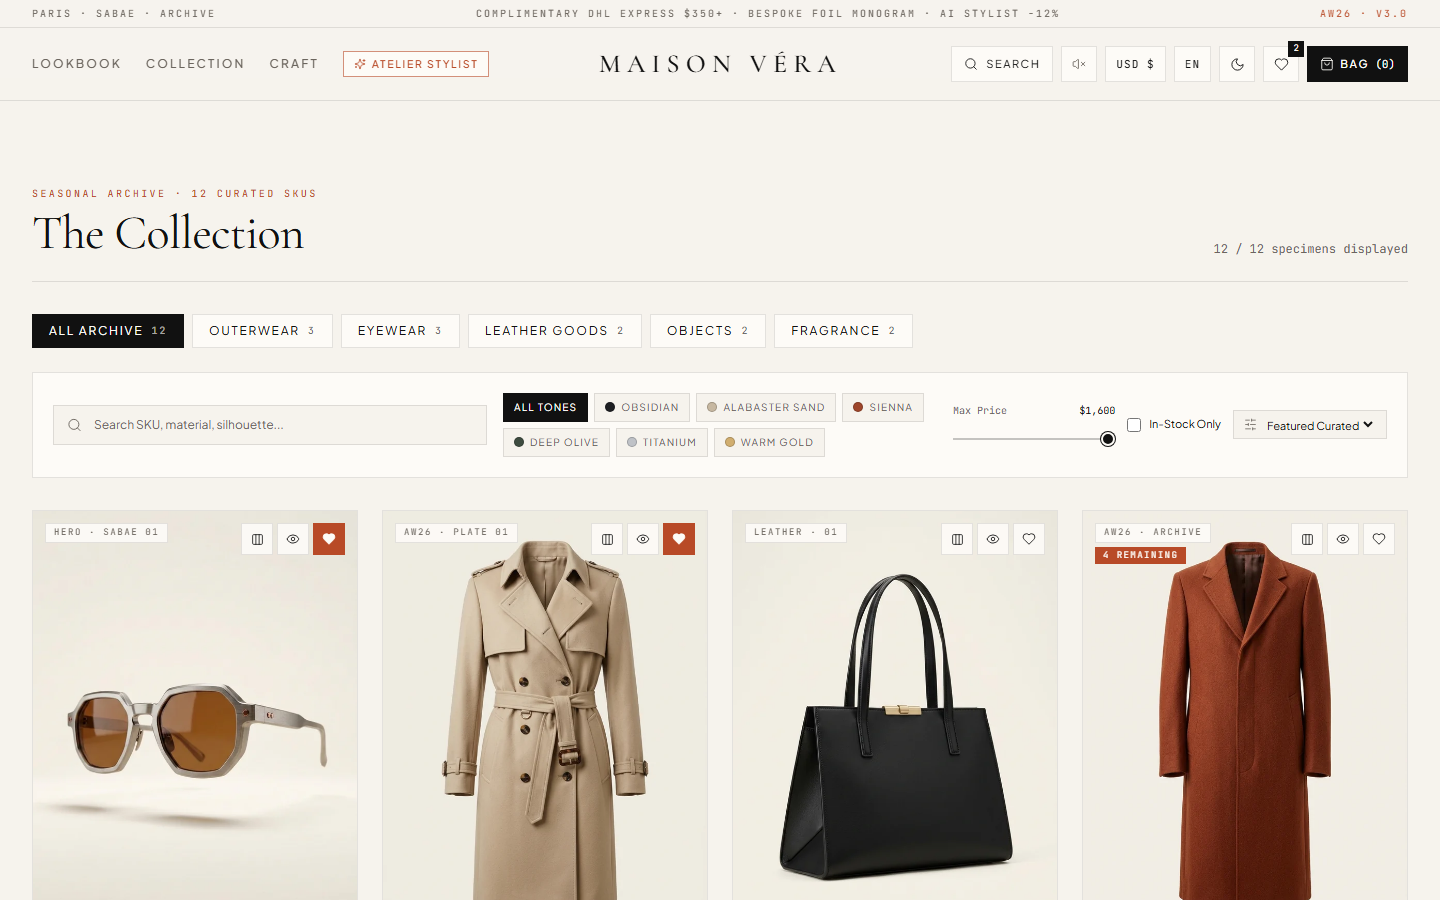 PARIS · SABAE · ARCHIVE
COMPLIMENTARY DHL EXPRESS $350+ · BESPOKE FOIL MONOGRAM · AI STYLIST -12%
AW26 · V3.0
LOOKBOOK
COLLECTION
CRAFT
ATELIER STYLIST
MAISON VÉRA
SEARCH
USD $
EN
2
BAG (0)
SEASONAL ARCHIVE · 12 CURATED SKUS
The Collection
12 / 12 specimens displayed
ALL ARCHIVE 12
OUTERWEAR 3
EYEWEAR 3
LEATHER GOODS 2
OBJECTS 2
FRAGRANCE 2
Search SKU, material, silhouette...
ALL TONES
OBSIDIAN
ALABASTER SAND
SIENNA
DEEP OLIVE
TITANIUM
WARM GOLD
Max Price
$1,600
In-Stock Only
Featured Curated
HERO · SABAE 01
AW26 · PLATE 01
LEATHER · 01
AW26 · ARCHIVE
4 REMAINING